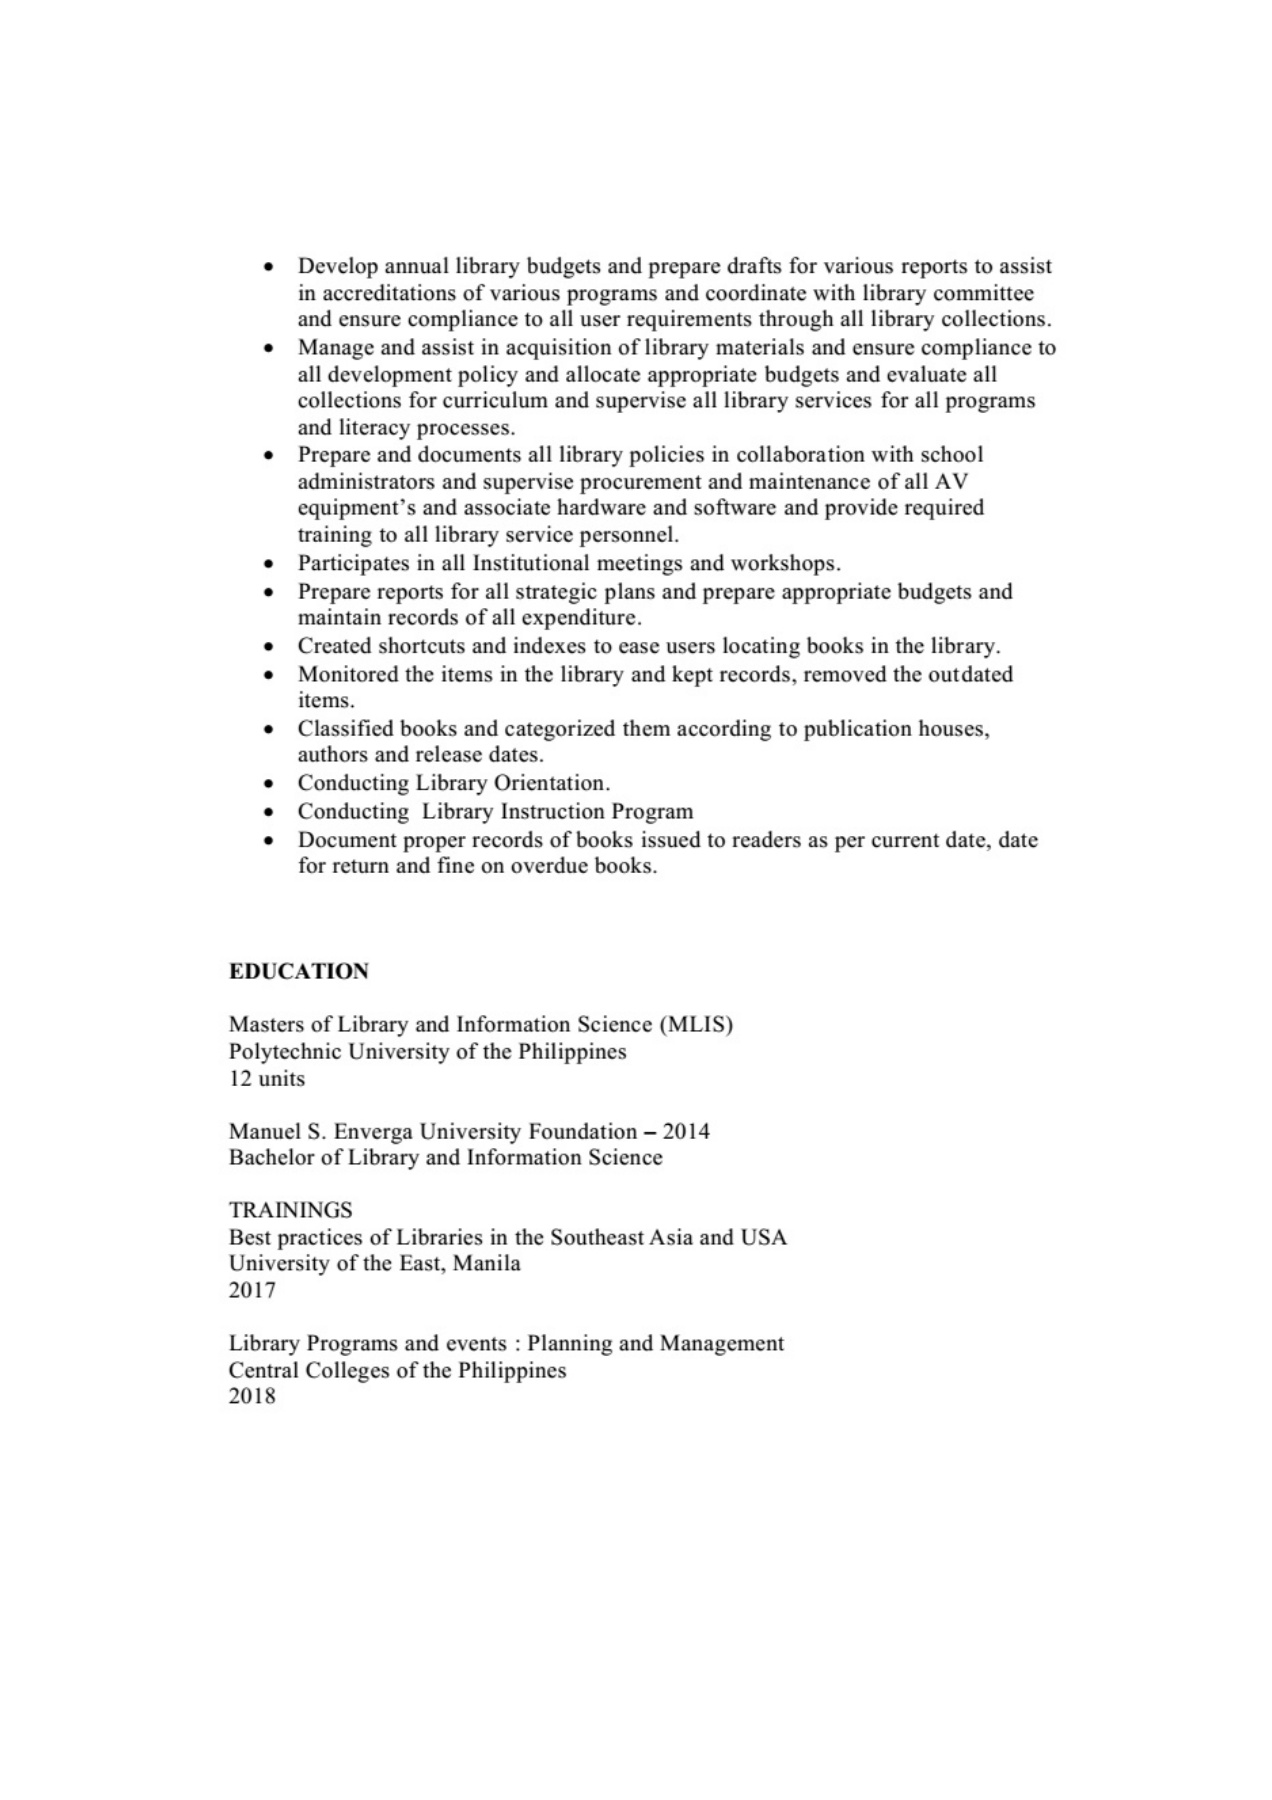 • Develop annual library budgets and prepare drafts for various reports to assist
in accreditations of various programs and coordinate with library committee
and ensure compliance to all user requirements through all library collections.
• Manage and assist in acquisition of library materials and ensure compliance to
all development policy and allocate appropriate budgets and evaluate all
collections for curriculum and supervise all library services for all programs
and literacy processes.
• Prepare and documents all library policies in collaboration with school
administrators and supervise procurement and maintenance of all AV
equipment’s and associate hardware and software and provide required
training to all library service personnel.
• Participates in all Institutional meetings and workshops.
• Prepare reports for all strategic plans and prepare appropriate budgets and
maintain records of all expenditure.
• Created shortcuts and indexes to ease users locating books in the library.
• Monitored the items in the library and kept records, removed the outdated
items.
• Classified books and categorized them according to publication houses,
authors and release dates.
• Conducting Library Orientation.
• Conducting  Library Instruction Program
• Document proper records of books issued to readers as per current date, date
for return and fine on overdue books.
EDUCATION
Masters of Library and Information Science (MLIS)
Polytechnic University of the Philippines
12 units
Manuel S. Enverga University Foundation – 2014
Bachelor of Library and Information Science
TRAININGS
Best practices of Libraries in the Southeast Asia and USA
University of the East, Manila
2017
Library Programs and events : Planning and Management
Central Colleges of the Philippines
2018